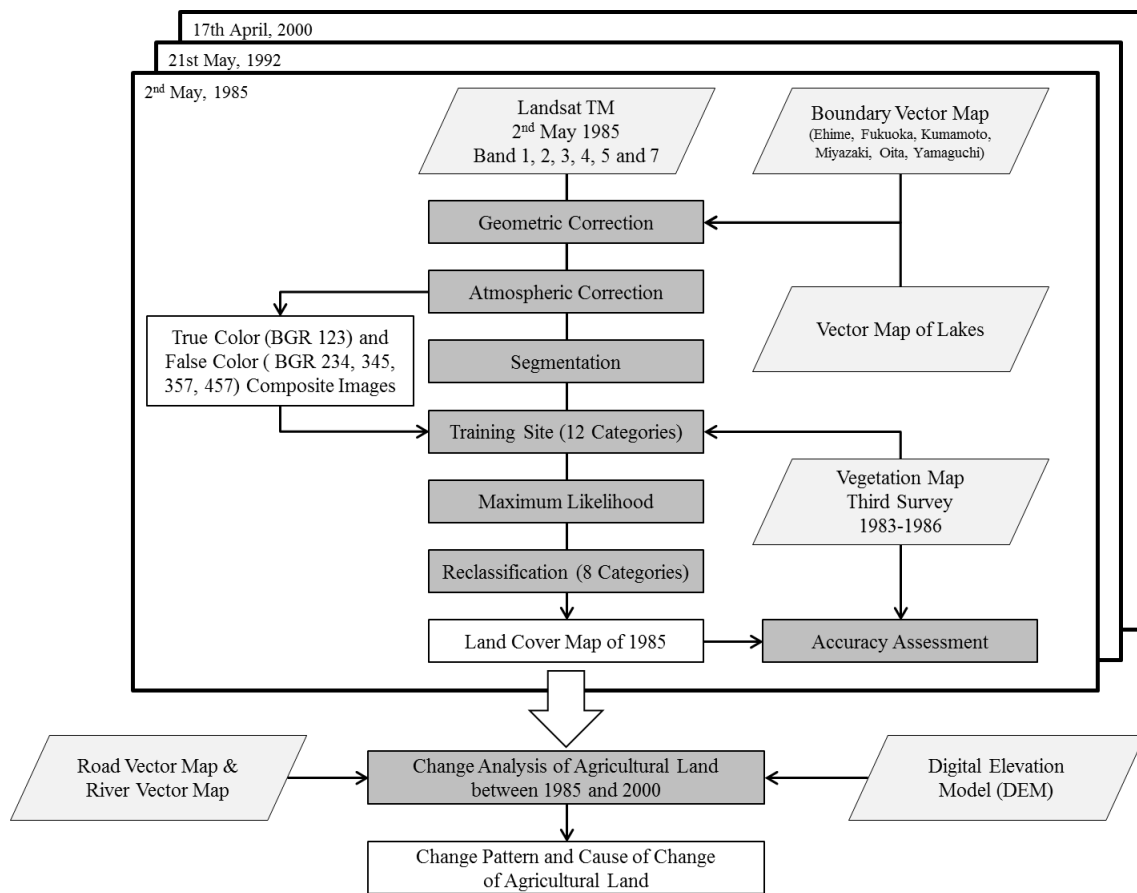 17th April, 2000
21st May, 1992
2nd May, 1985
Landsat TM
2nd May 1985
Band 1, 2, 3, 4, 5 and 7
Boundary Vector Map
(Ehime, Fukuoka, Kumamoto,
Miyazaki, Oita, Yamaguchi)
Geometric Correction
Atmospheric Correction
Vector Map of Lakes
True Color (BGR 123) and
False Color ( BGR 234, 345,
357, 457) Composite Images
Segmentation
Training Site (12 Categories)
Vegetation Map
Third Survey
1983-1986
Maximum Likelihood
Reclassification (8 Categories)
Land Cover Map of 1985
Accuracy Assessment
Road Vector Map &
River Vector Map
Change Analysis of Agricultural Land
between 1985 and 2000
Digital Elevation
Model (DEM)
Change Pattern and Cause of Change
of Agricultural Land